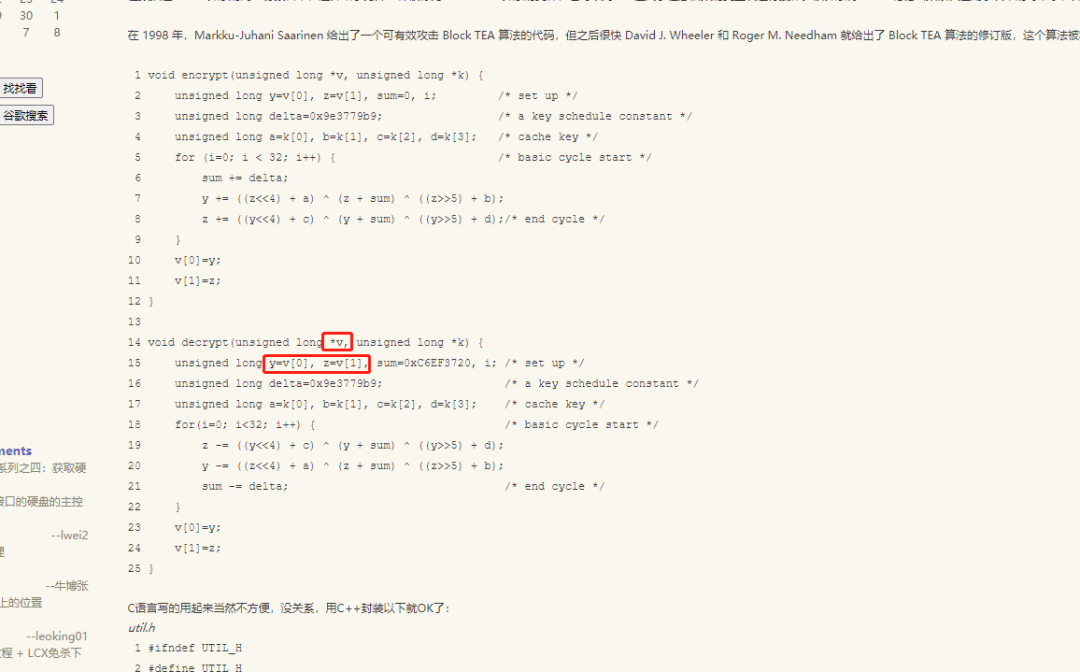 30 1
7 8
找找看
谷歌搜索
ments
系列之四：获取硬
接口的硬盘的主控
--lwei2
理
--牛博张
上的位置
--leoking01
程 + LCX免杀下
在 1998 年，Markku-Juhani Saarinen 给出了一个可有效攻击 Block TEA 算法的代码，但之后很快 David J. Wheeler 和 Roger M. Needham 就给出了 Block TEA 算法的修订版，这个算法被
1 void encrypt(unsigned long *v, unsigned long *k) {
2 unsigned long y=v[0], z=v[1], sum=0, i; /* set up */
3 unsigned long delta=0x9e3779b9; /* a key schedule constant */
4 unsigned long a=k[0], b=k[1], c=k[2], d=k[3]; /* cache key */
5 for (i=0; i < 32; i++) { /* basic cycle start */
6 sum += delta;
7 y += ((z<<4) + a) ^ (z + sum) ^ ((z>>5) + b);
8 z += ((y<<4) + c) ^ (y + sum) ^ ((y>>5) + d);/* end cycle */
9 }
10 v[0]=y;
11 v[1]=z;
12 }
13
14 void decrypt(unsigned long *v, unsigned long *k) {
15 unsigned long y=v[0], z=v[1], sum=0xC6EF3720, i; /* set up */
16 unsigned long delta=0x9e3779b9; /* a key schedule constant */
17 unsigned long a=k[0], b=k[1], c=k[2], d=k[3]; /* cache key */
18 for(i=0; i<32; i++) { /* basic cycle start */
19 z -= ((y<<4) + c) ^ (y + sum) ^ ((y>>5) + d);
20 y -= ((z<<4) + a) ^ (z + sum) ^ ((z>>5) + b);
21 sum -= delta; /* end cycle */
22 }
23 v[0]=y;
24 v[1]=z;
25 }
C语言写的用起来当然不方便，没关系，用C++封装以下就OK了：
util.h
1 #ifndef UTIL_H
2 #define UTIL_H